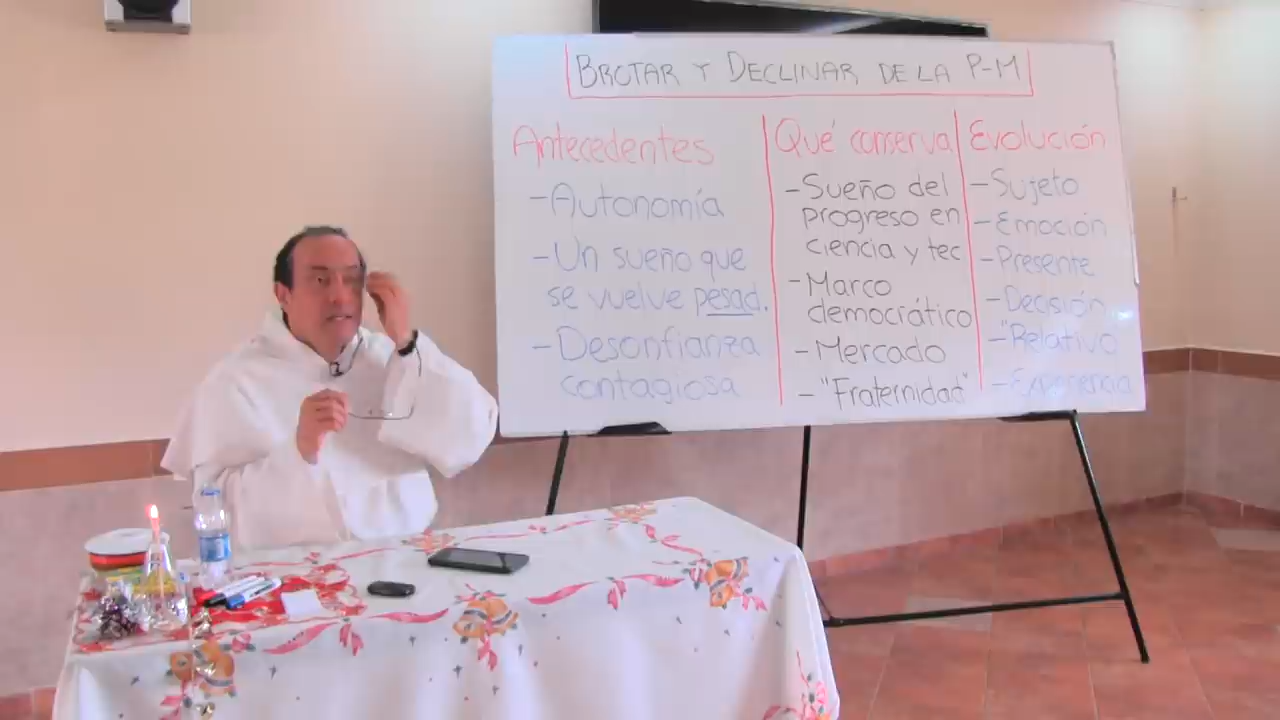 BROTAR Y DECLINAR DE LA P-M
Antecedentes
-Autonomía
-Un sueño que
se vuelve pesad.
-Desonfianza
contagiosa
Qué conserva
-Sueño del
progreso en
ciencia y tec
-Marco
democrático
-Mercado
-"Fraternidad"
Evolución
-Sujeto
-Emoción
-Presente
-Decisión
-"Relativo
-Experiencia